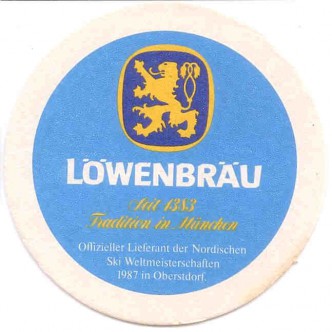 LÖWENBRÄU
Seit 1383
Tradition in München
Offizieller Lieferant der Nordischen
Ski Weltmeisterschaften
1987 in Oberstdorf.